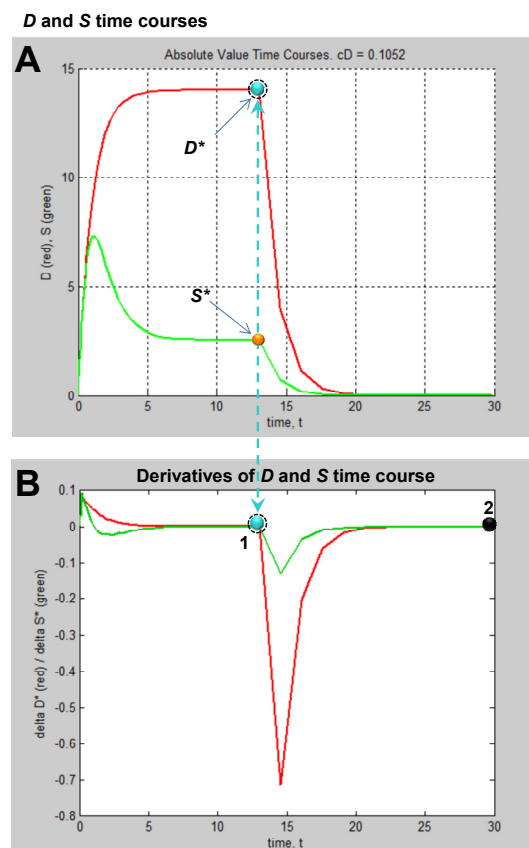 D and S time courses
A
Absolute Value Time Courses. cD = 0.1052
15
10
5
0
D (red), S (green)
D*
S*
0 5 10 15 20 25 30
time, t
B
Derivatives of D and S time course
0.1
0
-0.1
-0.2
-0.3
-0.4
-0.5
-0.6
-0.7
-0.8
delta D* (red) / delta S* (green)
1
2
0 5 10 15 20 25 30
time, t